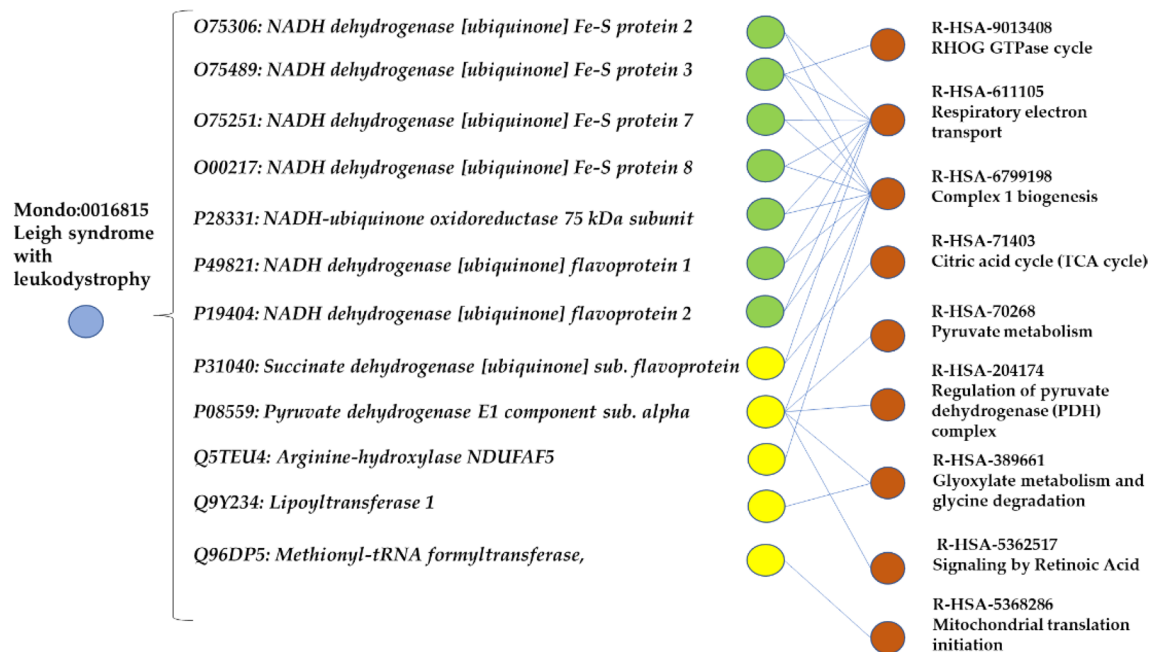 Mondo:0016815
Leigh syndrome
with
leukodystrophy
O75306: NADH dehydrogenase [ubiquinone] Fe-S protein 2
O75489: NADH dehydrogenase [ubiquinone] Fe-S protein 3
O75251: NADH dehydrogenase [ubiquinone] Fe-S protein 7
O00217: NADH dehydrogenase [ubiquinone] Fe-S protein 8
P28331: NADH-ubiquinone oxidoreductase 75 kDa subunit
P49821: NADH dehydrogenase [ubiquinone] flavoprotein 1
P19404: NADH dehydrogenase [ubiquinone] flavoprotein 2
P31040: Succinate dehydrogenase [ubiquinone] sub. flavoprotein
P08559: Pyruvate dehydrogenase E1 component sub. alpha
Q5TEU4: Arginine-hydroxylase NDUFAF5
Q9Y234: Lipoyltransferase 1
Q96DP5: Methionyl-tRNA formyltransferase,
R-HSA-9013408
RHOG GTPase cycle
R-HSA-611105
Respiratory electron
transport
R-HSA-6799198
Complex 1 biogenesis
R-HSA-71403
Citric acid cycle (TCA cycle)
R-HSA-70268
Pyruvate metabolism
R-HSA-204174
Regulation of pyruvate
dehydrogenase (PDH)
complex
R-HSA-389661
Glyoxylate metabolism and
glycine degradation
R-HSA-5362517
Signaling by Retinoic Acid
R-HSA-5368286
Mitochondrial translation
initiation